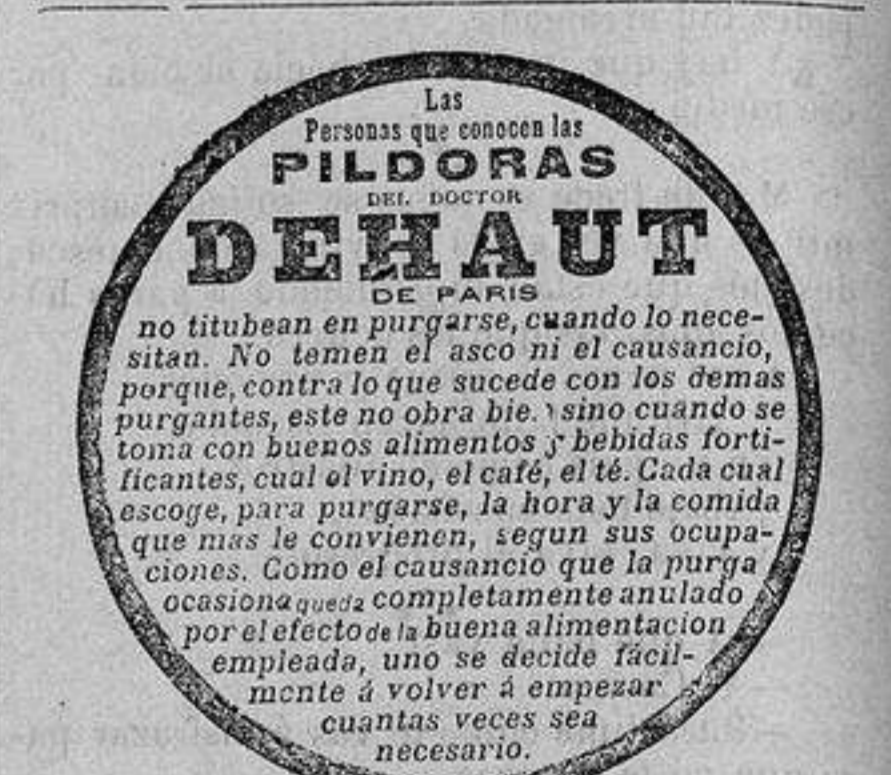 Las
Personas que conocen las
PILDORAS
DEL DOCTOR
DEHAUT
DE PARIS
no titubean en purgarse, cuando lo nece-
sitan. No temen el asco ni el causancio,
porque, contra lo que sucede con los demas
purgantes, este no obra bie. sino cuando se
toma con buenos alimentos y bebidas forti-
ficantes, cual el vino, el café, el té. Cada cual
escoge, para purgarse, la hora y la comida
que mas le convienen, segun sus ocupa-
ciones. Como el causancio que la purga
ocasiona queda completamente anulado
por el efecto de la buena alimentacion
empleada, uno se decide fácil-
mente á volver á empezar
cuantas veces sea
necesario.